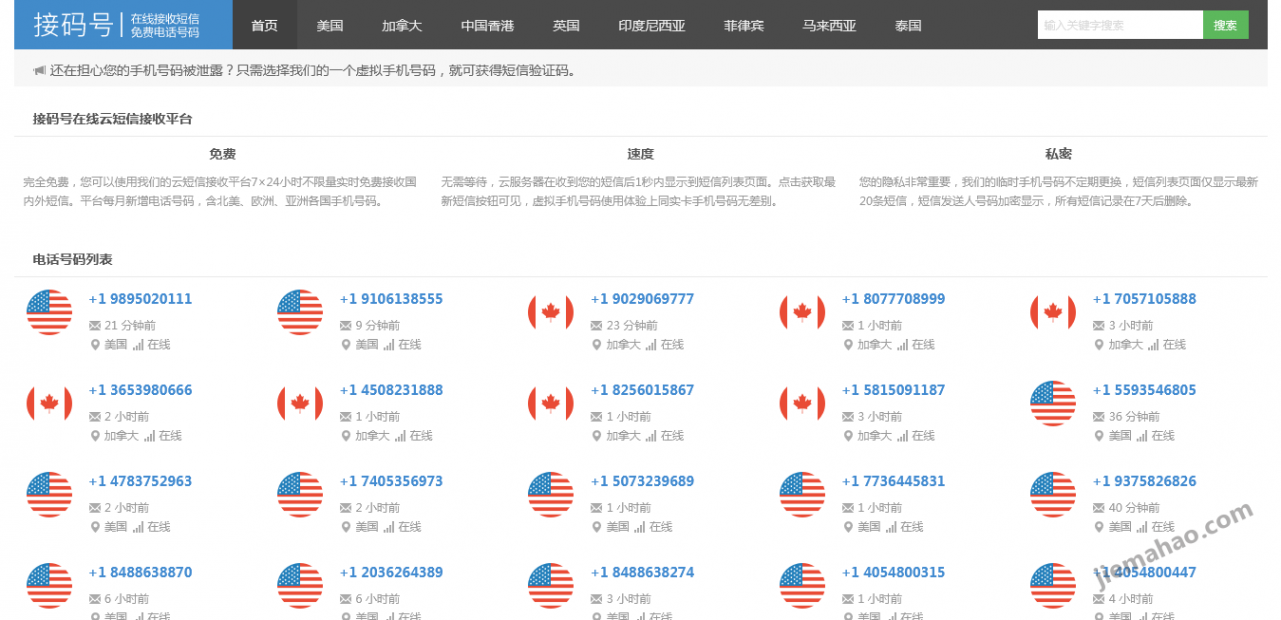 接码号 在线接收短信
免费电话号码
首页 美国 加拿大 中国香港 英国 印度尼西亚 菲律宾 马来西亚 泰国 输入关键字搜索 搜索
还在担心您的手机号码被泄露？只需选择我们的一个虚拟手机号码，就可获得短信验证码。
接码号在线云短信接收平台
免费 速度 私密
完全免费，您可以使用我们的云短信接收平台7×24小时不限量实时免费接收国
内外短信。平台每月新增电话号码，含北美、欧洲、亚洲各国手机号码。
无需等待，云服务器在收到您的短信后1秒内显示到短信列表页面。点击获取最
新短信按钮可见，虚拟手机号码使用体验上同实卡手机号码无差别。
您的隐私非常重要，我们的临时手机号码不定期更换，短信列表页面仅显示最新
20条短信，短信发送人号码加密显示，所有短信记录在7天后删除。
电话号码列表
+1 9895020111 +1 9106138555 +1 9029069777 +1 8077708999 +1 7057105888
21 分钟前 9 分钟前 23 分钟前 1 小时前 3 小时前
美国 在线 美国 在线 加拿大 在线 加拿大 在线 加拿大 在线
+1 3653980666 +1 4508231888 +1 8256015867 +1 5815091187 +1 5593546805
2 小时前 1 小时前 1 小时前 3 小时前 36 分钟前
加拿大 在线 加拿大 在线 加拿大 在线 加拿大 在线 美国 在线
+1 4783752963 +1 7405356973 +1 5073239689 +1 7736445831 +1 9375826826
2 小时前 2 小时前 1 小时前 1 小时前 40 分钟前
美国 在线 美国 在线 美国 在线 美国 在线 美国 在线
+1 8488638870 +1 2036264389 +1 8488638274 +1 4054800315 +1 4054800447
6 小时前 6 小时前 3 小时前 1 小时前 4 小时前
美国 在线 美国 在线 美国 在线 美国 在线 美国 在线
jiemahao.com